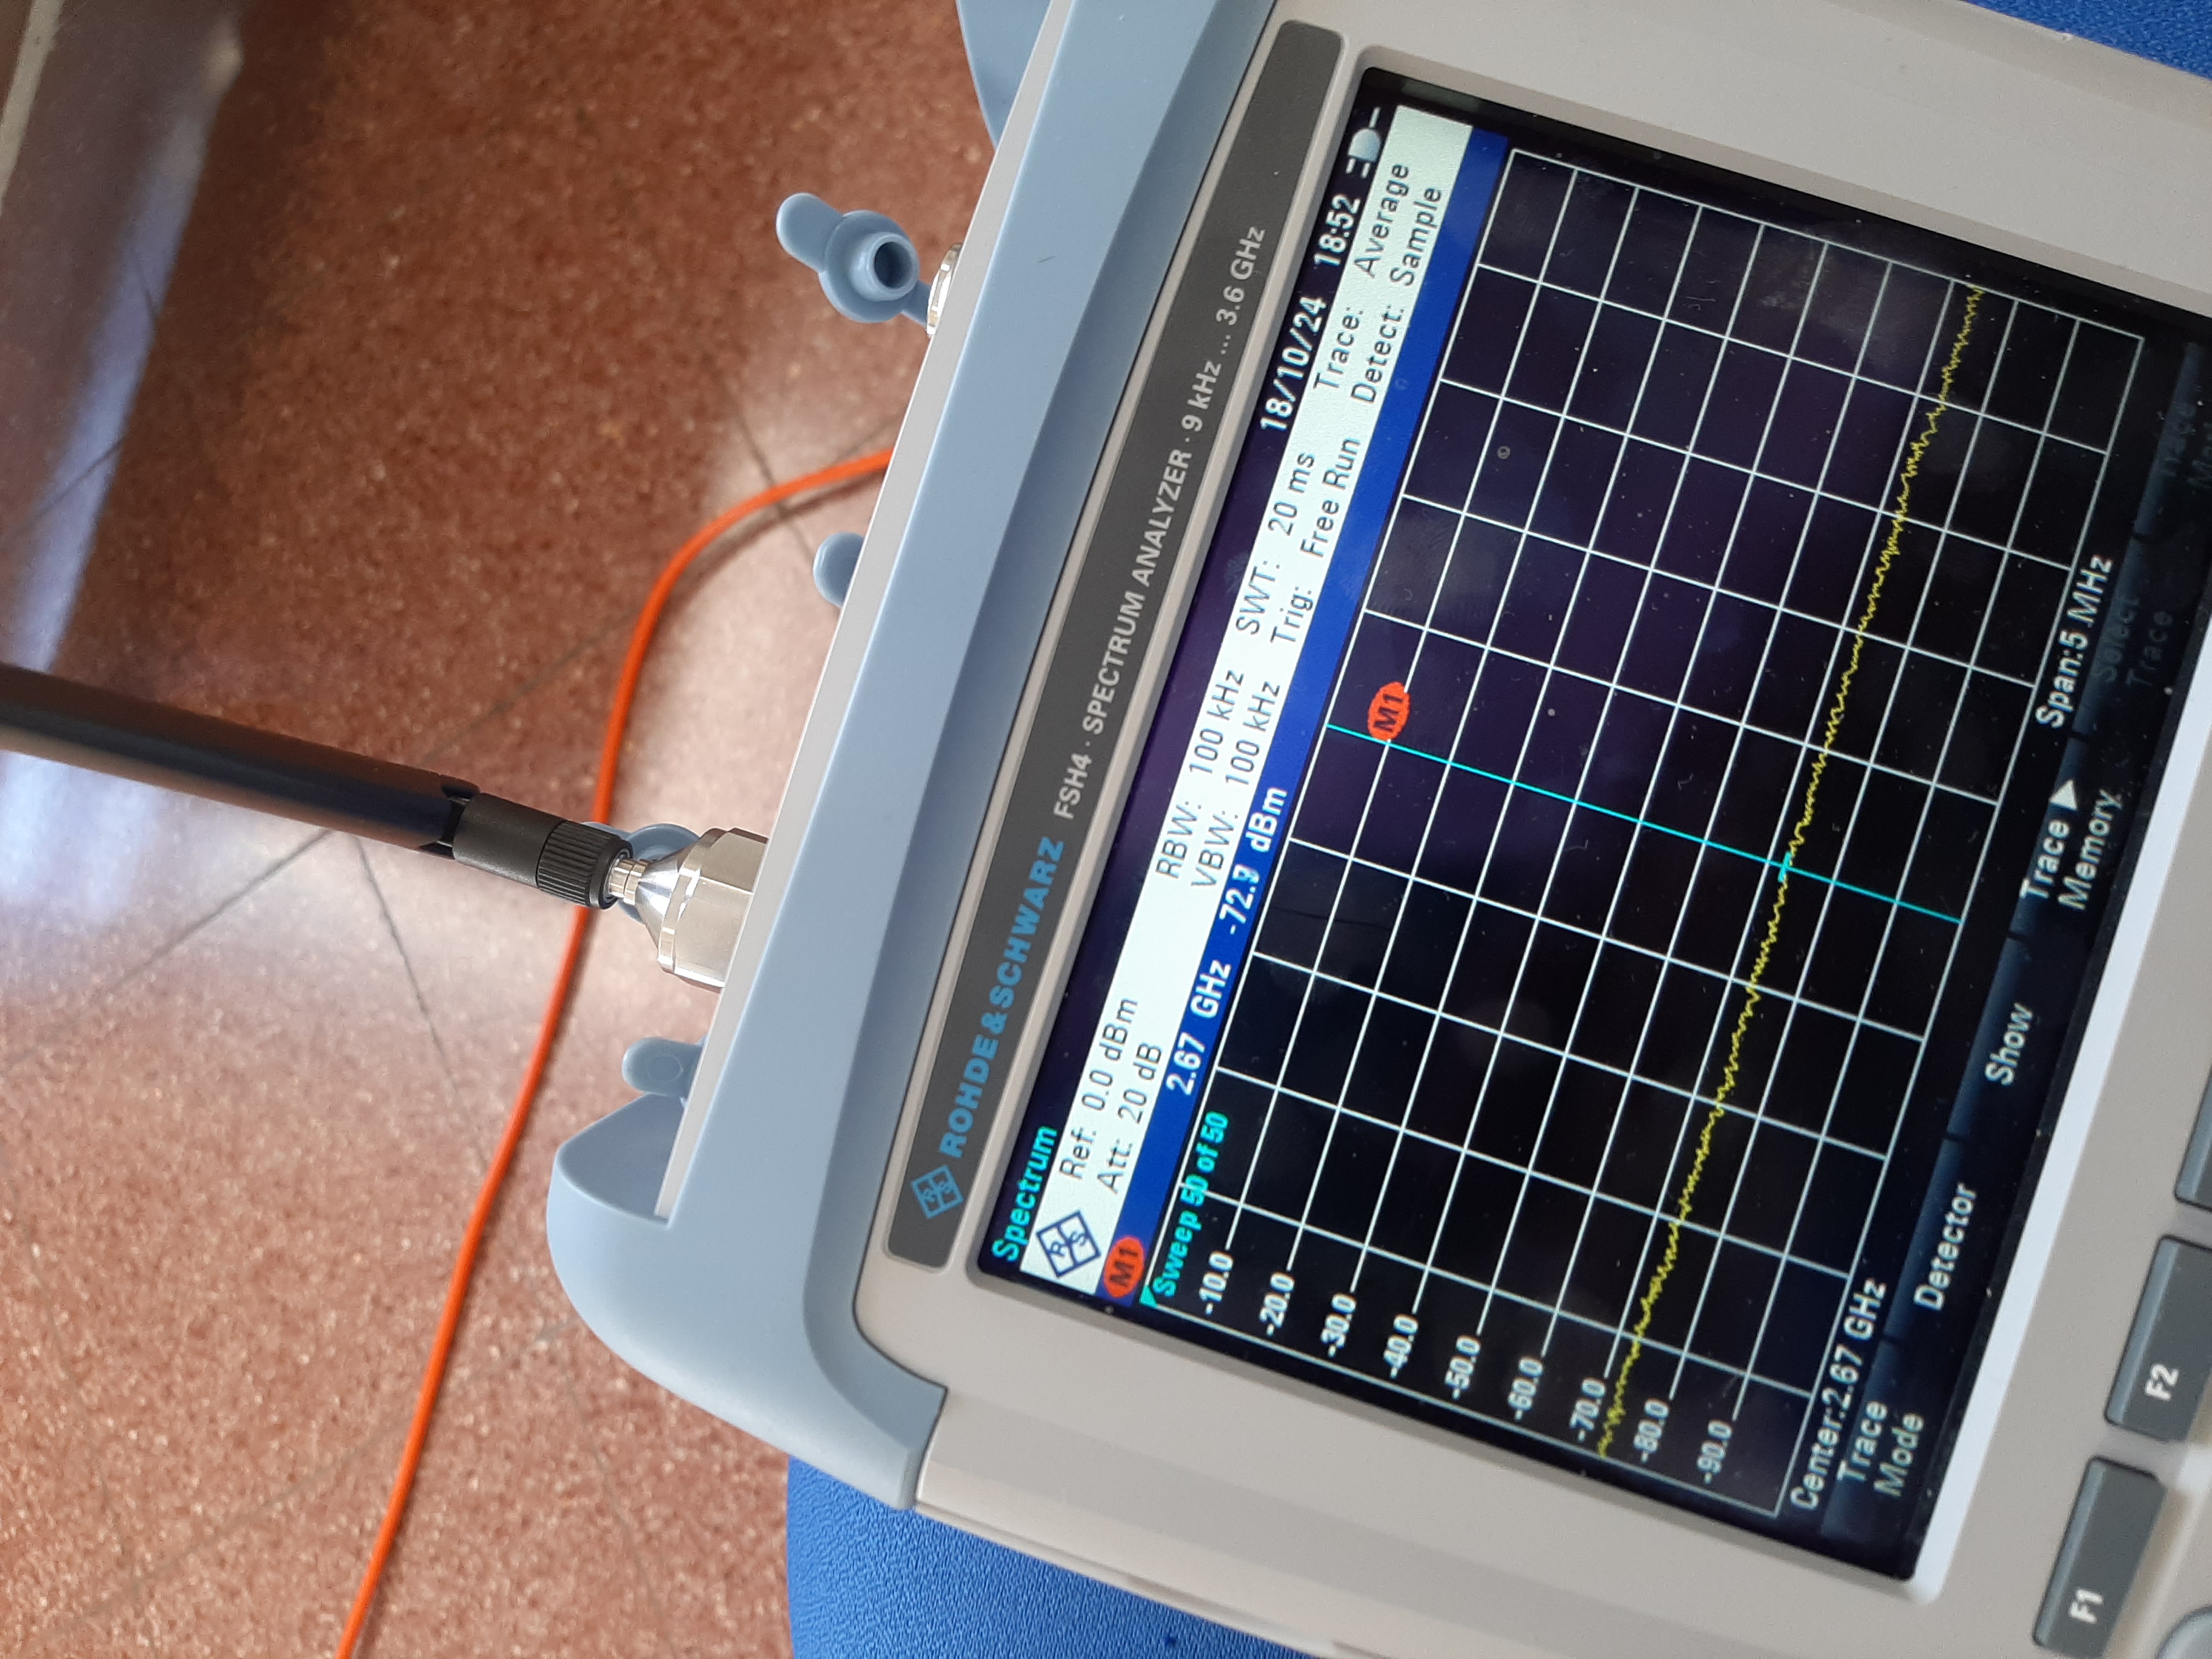 ROHDE&SCHWARZ FSH4 · SPECTRUM ANALYZER · 9 kHz ... 3.6 GHz
Spectrum 18/10/24 18:52
Ref: 0.0 dBm RBW: 100 kHz SWT: 20 ms Trace: Average
Att: 20 dB VBW: 100 kHz Trig: Free Run Detect: Sample
M1 2.67 GHz dBm
Sweep 50 of 50
M1
-10.0
-20.0
-30.0
-40.0
-50.0
-60.0
-70.0
-80.0
-90.0
Center:2.67 GHz Span:5 MHz
Trace
Mode
Detector
Show
Trace
Memory
Select
Trace
F1
F2